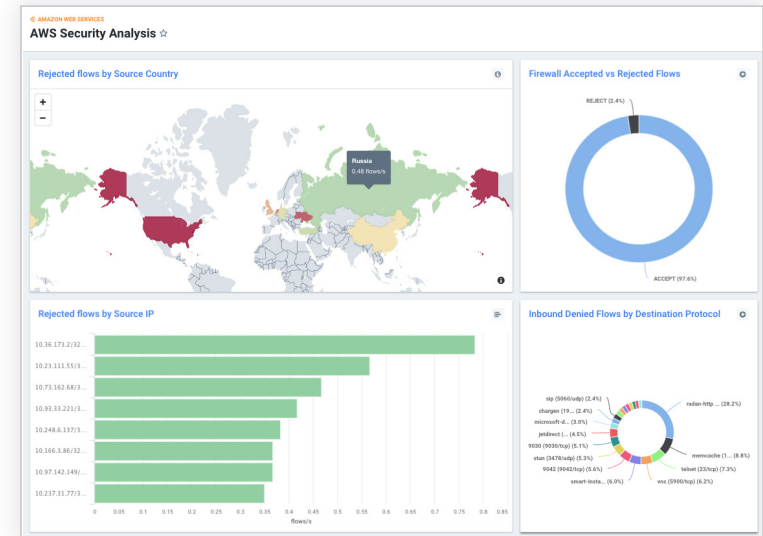 AMAZON WEB SERVICES
AWS Security Analysis
Rejected flows by Source Country
+
−
Russia
0.48 flows/s
Firewall Accepted vs Rejected Flows
REJECT (2.4%)
ACCEPT (97.6%)
Rejected flows by Source IP
10.36.173.2/32...
10.23.111.55/3...
10.73.162.68/3...
10.93.33.221/3...
10.248.6.137/3...
10.166.3.86/32...
10.97.142.149/...
10.237.31.77/3...
0 0.05 0.1 0.15 0.2 0.25 0.3 0.35 0.4 0.45 0.5 0.55 0.6 0.65 0.7 0.75 0.8 0.85
flows/s
Inbound Denied Flows by Destination Protocol
sip (5060/udp) (2.4%)
chargen (19... (2.4%)
microsoft-d... (3.0%)
jetdirect (... (4.5%)
9030 (9030/tcp) (5.1%)
stun (3478/udp) (5.3%)
9042 (9042/tcp) (5.6%)
smart-insta... (6.0%)
radan-http ... (28.2%)
memcache (1... (8.8%)
telnet (23/tcp) (7.3%)
vnc (5900/tcp) (6.2%)